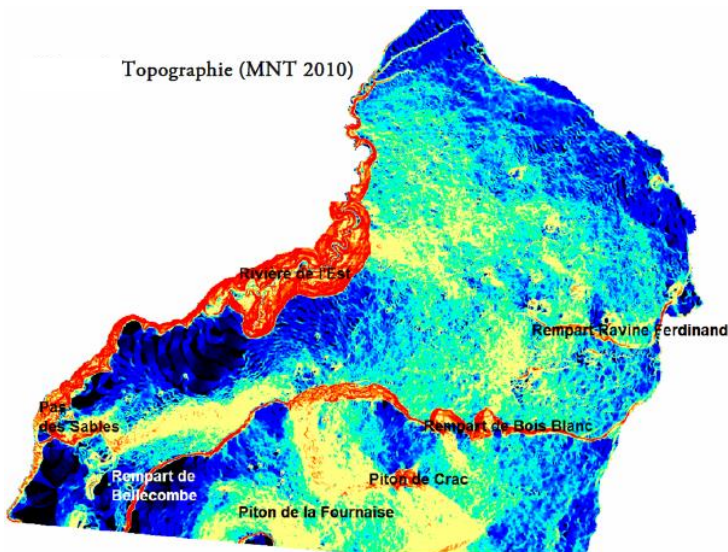 Topographie (MNT 2010)
Rivière de l'Est
Rempart Ravine Ferdinand
Pas
des Sables
Rempart de Bois Blanc
Rempart de
Bellecombe
Piton de Crac
Piton de la Fournaise